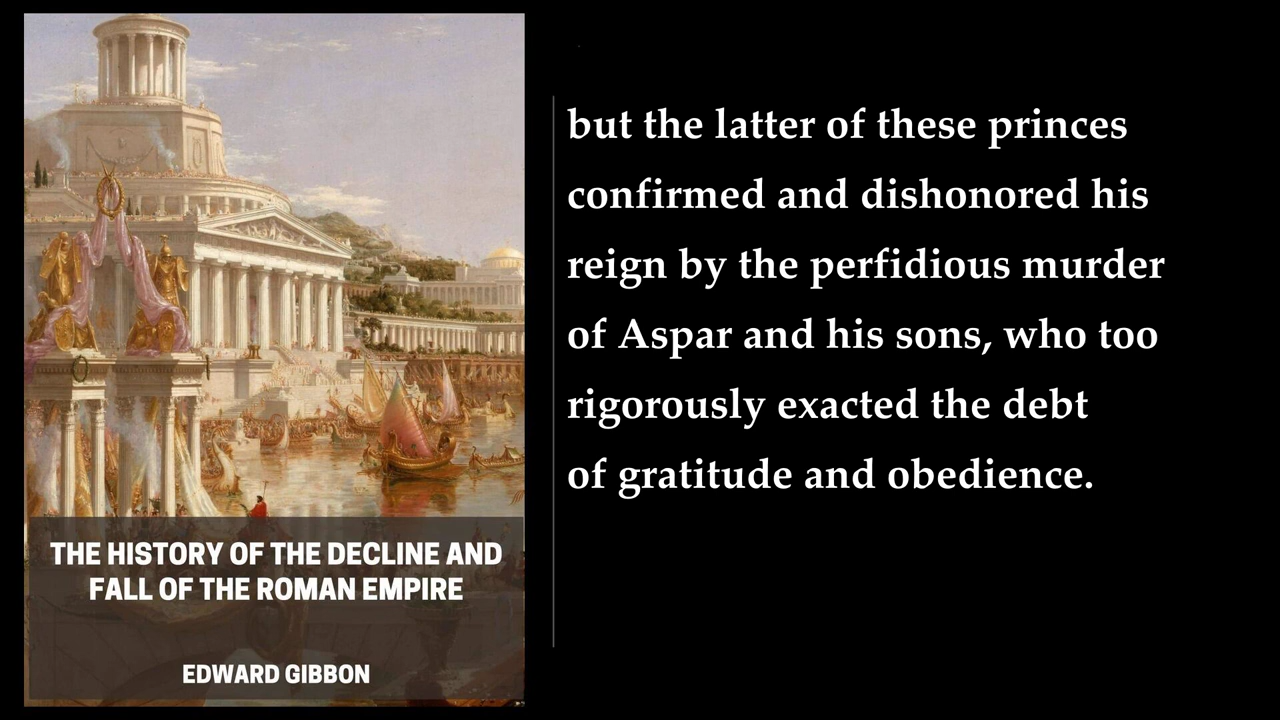 THE HISTORY OF THE DECLINE AND
FALL OF THE ROMAN EMPIRE
EDWARD GIBBON
but the latter of these princes
confirmed and dishonored his
reign by the perfidious murder
of Aspar and his sons, who too
rigorously exacted the debt
of gratitude and obedience.